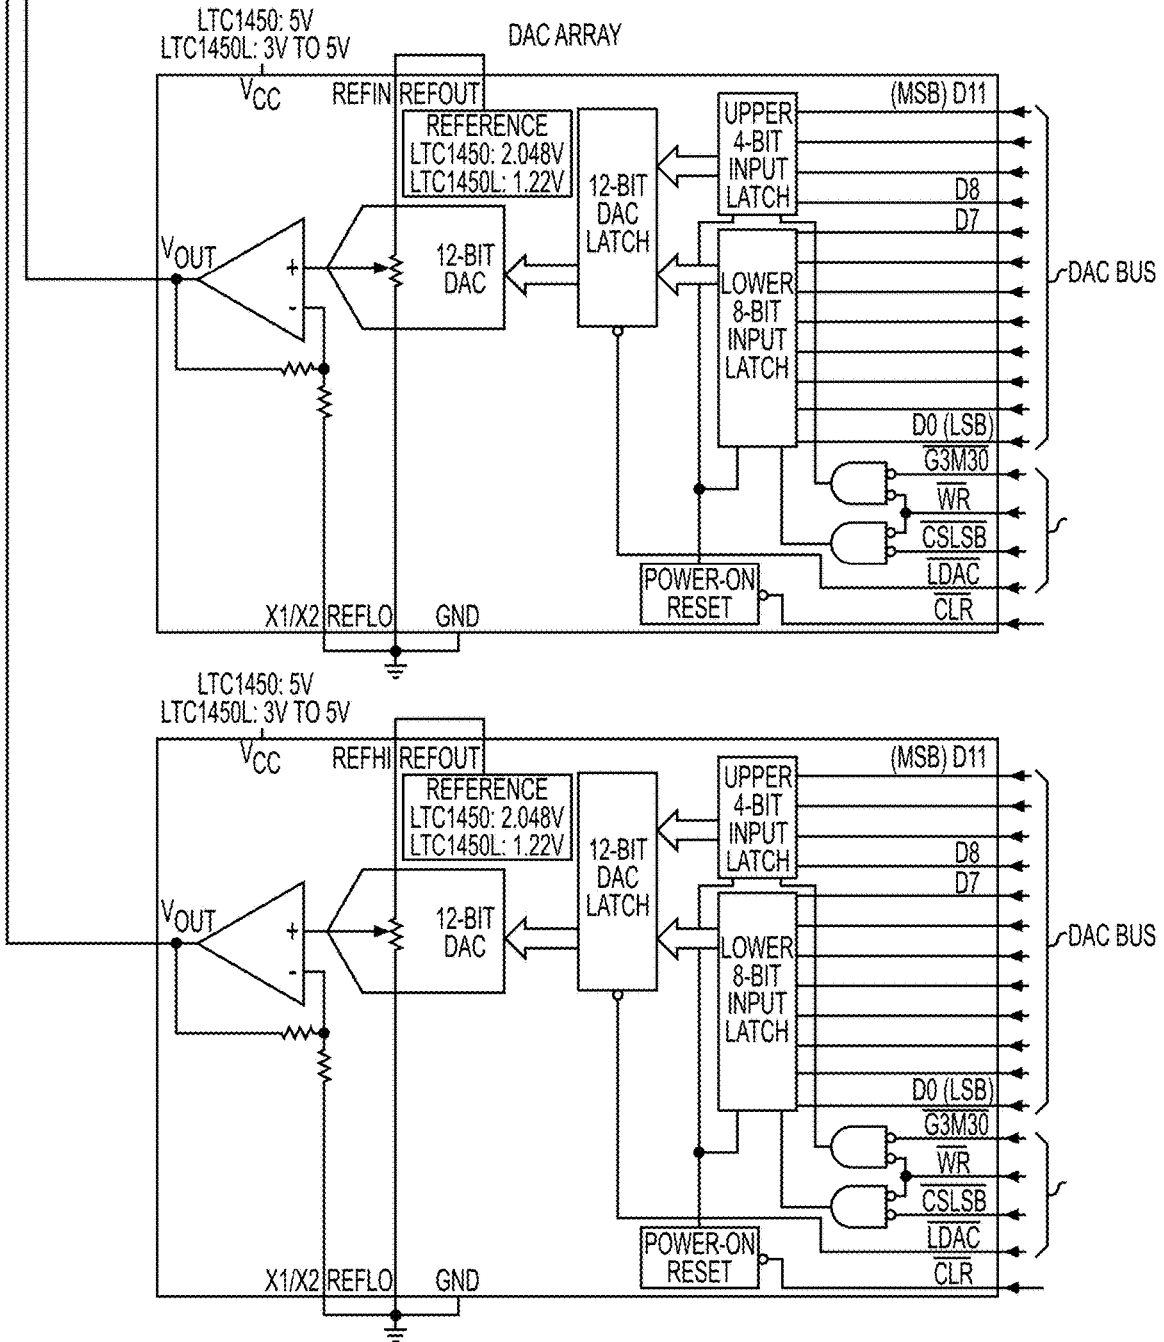 LTC1450: 5V
LTC1450L: 3V TO 5V
DAC ARRAY
VCC
REFIN
REFOUT
(MSB) D11
REFERENCE
LTC1450: 2.048V
LTC1450L: 1.22V
UPPER
4-BIT
INPUT
LATCH
12-BIT
DAC
LATCH
D8
D7
VOUT
+
-
12-BIT
DAC
LOWER
8-BIT
INPUT
LATCH
DAC BUS
D0 (LSB)
G3M30
WR
CSLSB
LDAC
POWER-ON
RESET
CLR
X1/X2
REFLO
GND
LTC1450: 5V
LTC1450L: 3V TO 5V
VCC
REFHI
REFOUT
(MSB) D11
REFERENCE
LTC1450: 2.048V
LTC1450L: 1.22V
UPPER
4-BIT
INPUT
LATCH
12-BIT
DAC
LATCH
D8
D7
VOUT
+
-
12-BIT
DAC
LOWER
8-BIT
INPUT
LATCH
DAC BUS
D0 (LSB)
G3M30
WR
CSLSB
LDAC
POWER-ON
RESET
CLR
X1/X2
REFLO
GND